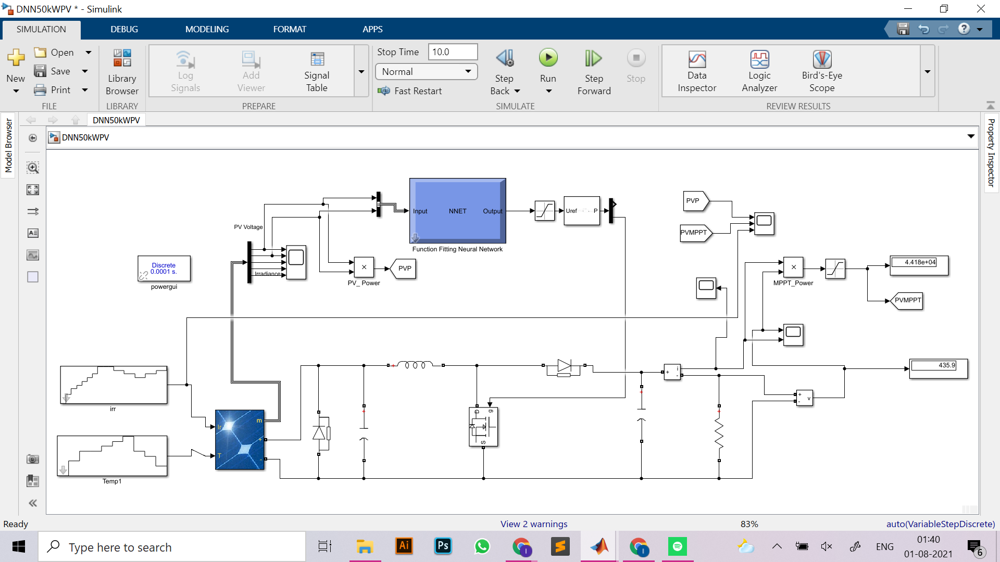 DNN50kWPV * - Simulink
SIMULATION
DEBUG
MODELING
FORMAT
APPS
New
Open
Save
Print
FILE
Library
Browser
LIBRARY
Log
Signals
Add
Viewer
Signal
Table
PREPARE
Stop Time
10.0
Normal
Fast Restart
Step
Back
Run
Step
Forward
Stop
SIMULATE
Data
Inspector
Logic
Analyzer
Bird's-Eye
Scope
REVIEW RESULTS
Model Browser
Property Inspector
DNN50kWPV
DNN50kWPV
Input
NNET
Output
Function Fitting Neural Network
Uref
P
PVP
PVMPPT
PV Voltage
Irradiance
Discrete
0.0001 s.
powergui
×
PV_ Power
PVP
×
MPPT_Power
4.418e+04
PVMPPT
irr
Temp1
Ir
T
m
+
-
D
g
S
+
i
-
+
-
v
435.9
Ready
View 2 warnings
83%
auto(VariableStepDiscrete)
Type here to search
Ai
Ps
ENG
01:40
01-08-2021
6